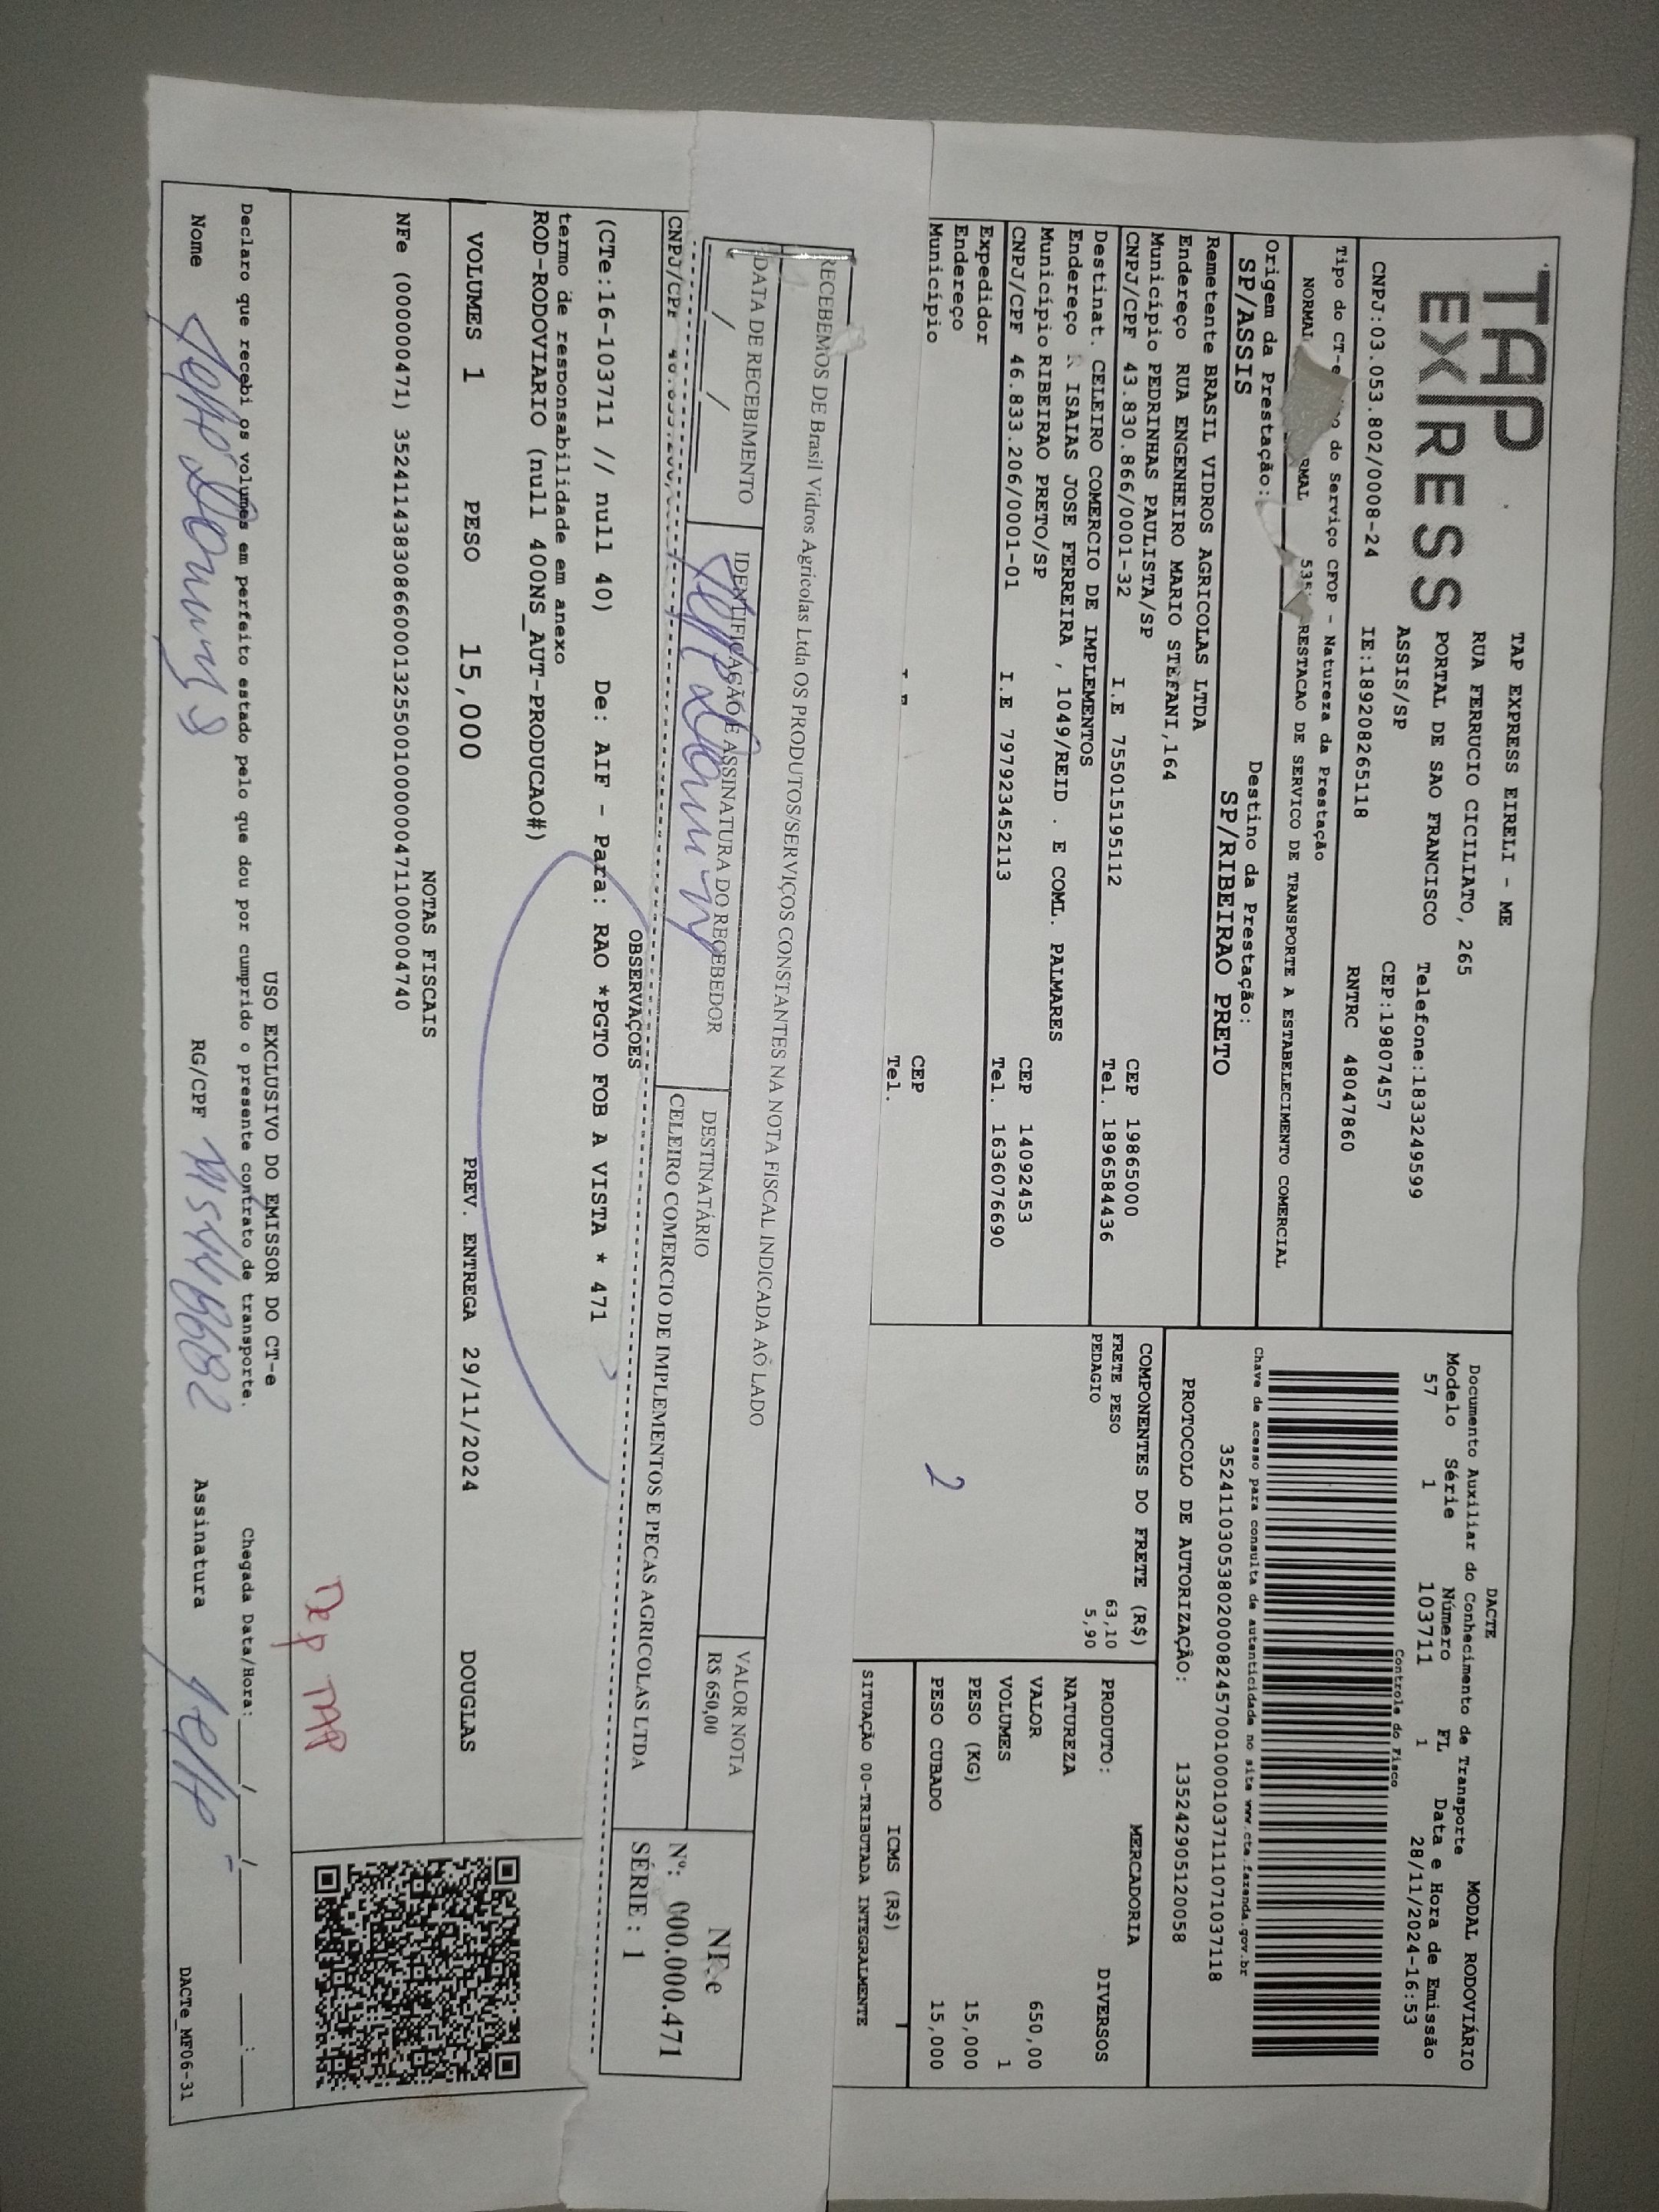 TAP
EXPRESS
TAP EXPRESS EIRELI - ME
RUA FERRUCIO CICILIATO, 265
PORTAL DE SAO FRANCISCO Telefone:1833249599
ASSIS/SP CEP:19807457
CNPJ:03.053.802/0008-24 IE:189208265118 RNTRC 48047860
Tipo do CT-e do Serviço CFOP - Natureza da Prestação
NORMAL RMAL 535 RESTACAO DE SERVICO DE TRANSPORTE A ESTABELECIMENTO COMERCIAL
Origem da Prestação: Destino da Prestação:
SP/ASSIS SP/RIBEIRAO PRETO
Remetente BRASIL VIDROS AGRICOLAS LTDA
Endereço RUA ENGENHEIRO MARIO STEFANI,164
Município PEDRINHAS PAULISTA/SP CEP 19865000
CNPJ/CPF 43.830.866/0001-32 I.E 755015195112 Tel. 18965844436
Destinat. CELEIRO COMERCIO DE IMPLEMENTOS
Endereço R ISAIAS JOSE FERREIRA , 1049/REID . E COML. PALMARES
Município RIBEIRAO PRETO/SP CEP 14092453
CNPJ/CPF 46.833.206/0001-01 I.E 797923452113 Tel. 1636076690
Expedidor
Endereço
Município CEP
Tel.
DACTE MODAL RODOVIÁRIO
Documento Auxiliar do Conhecimento de Transporte
Modelo Série Número FL Data e Hora de Emissão
57 1 103711 1 28/11/2024-16:53
Controle do Fisco
Chave de acesso para consulta de autenticidade no site www.cte.fazenda.gov.br
35241103053802000824570010001037111071037118
PROTOCOLO DE AUTORIZAÇÃO: 135242905120058
COMPONENTES DO FRETE (R$)
FRETE PESO 63,10
PEDAGIO 5,90
2
MERCADORIA
PRODUTO: DIVERSOS
NATUREZA
VALOR 650,00
VOLUMES 1
PESO (KG) 15,000
PESO CUBADO 15,000
ICMS (R$)
SITUAÇÃO 00-TRIBUTADA INTEGRALMENTE
RECEBEMOS DE Brasil Vidros Agricolas Ltda OS PRODUTOS/SERVIÇOS CONSTANTES NA NOTA FISCAL INDICADA AO LADO
DATA DE RECEBIMENTO
/ /
IDENTIFICAÇÃO E ASSINATURA DO RECEBEDOR
DESTINATÁRIO
CELEIRO COMERCIO DE IMPLEMENTOS E PECAS AGRICOLAS LTDA
VALOR NOTA
R$ 650,00
NF-e
Nº: 000.000.471
SÉRIE : 1
CNPJ/CPF
OBSERVAÇOES
(CTe:16-103711 // null 40) De: AIF - Para: RAO *PGTO FOB A VISTA * 471
termo de responsabilidade em anexo
ROD-RODOVIARIO (null 400NS_AUT-PRODUCAO#)
VOLUMES 1 PESO 15,000 PREV. ENTREGA 29/11/2024 DOUGLAS
NOTAS FISCAIS
NFe (000000471) 35241143830866000132550010000004711000004740
Dep TAP
USO EXCLUSIVO DO EMISSOR DO CT-e
Declaro que recebi os volumes em perfeito estado pelo que dou por cumprido o presente contrato de transporte. Chegada Data/Hora: / / :
Nome RG/CPF Assinatura
DACTe_MF06-31